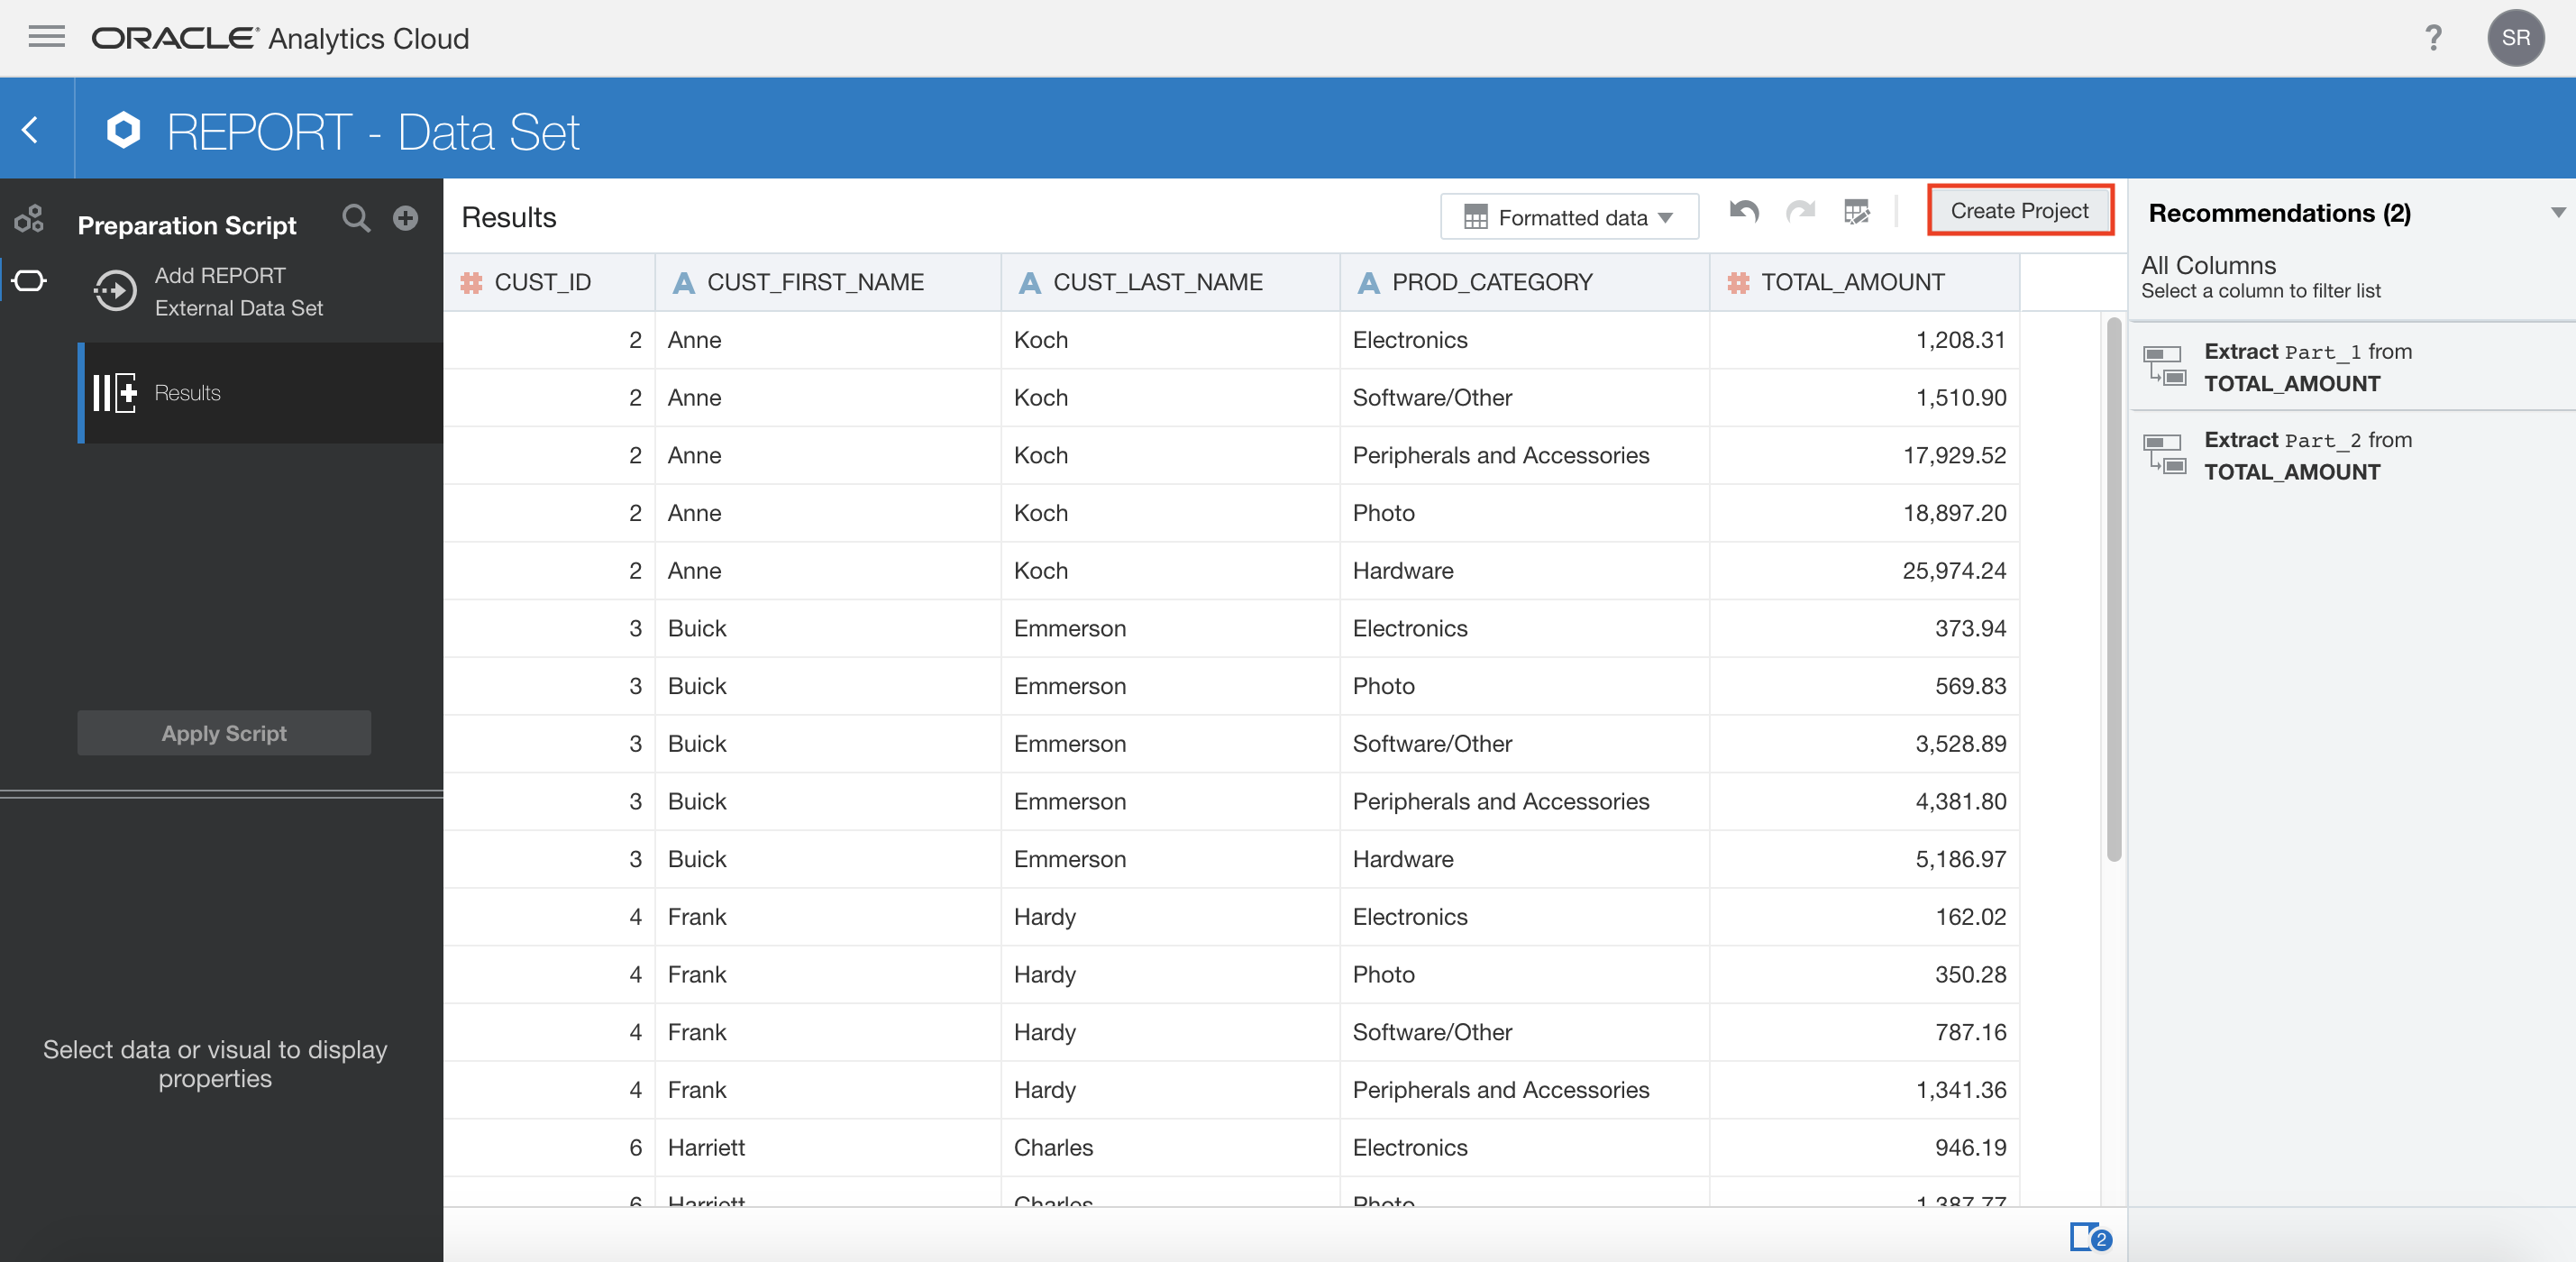 ORACLE Analytics Cloud
?
SR
REPORT - Data Set
Preparation Script
Add REPORT
External Data Set
Results
Apply Script
Select data or visual to display
properties
Results
Formatted data
Create Project
CUST_ID A CUST_FIRST_NAME A CUST_LAST_NAME A PROD_CATEGORY # TOTAL_AMOUNT
2 Anne Koch Electronics 1,208.31
2 Anne Koch Software/Other 1,510.90
2 Anne Koch Peripherals and Accessories 17,929.52
2 Anne Koch Photo 18,897.20
2 Anne Koch Hardware 25,974.24
3 Buick Emmerson Electronics 373.94
3 Buick Emmerson Photo 569.83
3 Buick Emmerson Software/Other 3,528.89
3 Buick Emmerson Peripherals and Accessories 4,381.80
3 Buick Emmerson Hardware 5,186.97
4 Frank Hardy Electronics 162.02
4 Frank Hardy Photo 350.28
4 Frank Hardy Software/Other 787.16
4 Frank Hardy Peripherals and Accessories 1,341.36
6 Harriett Charles Electronics 946.19
6 Harriett Charles Photo 1,387.77
2
Recommendations (2)
All Columns
Select a column to filter list
Extract Part_1 from
TOTAL_AMOUNT
Extract Part_2 from
TOTAL_AMOUNT